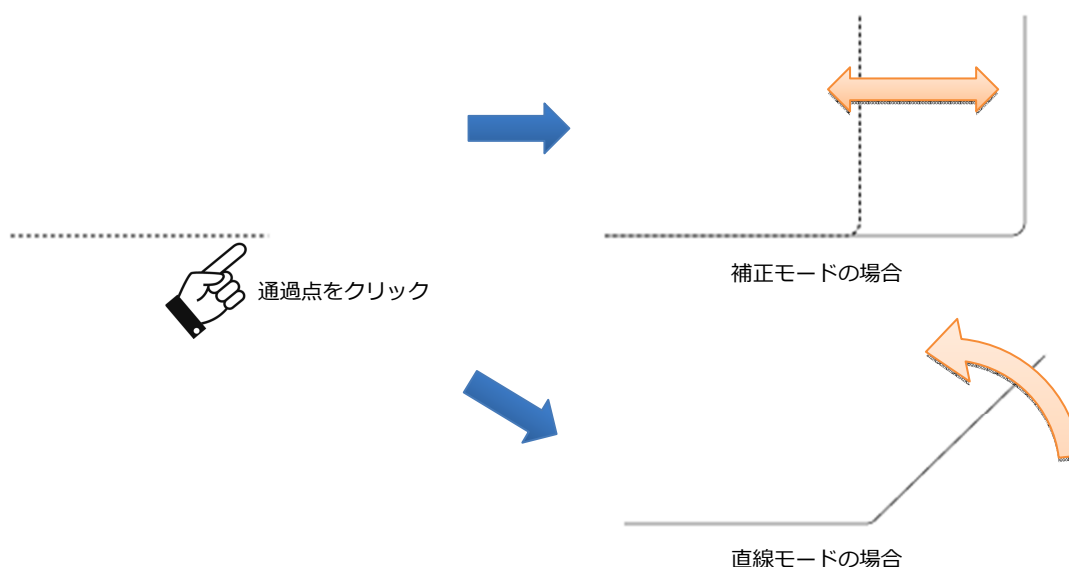 通過点をクリック
補正モードの場合
直線モードの場合